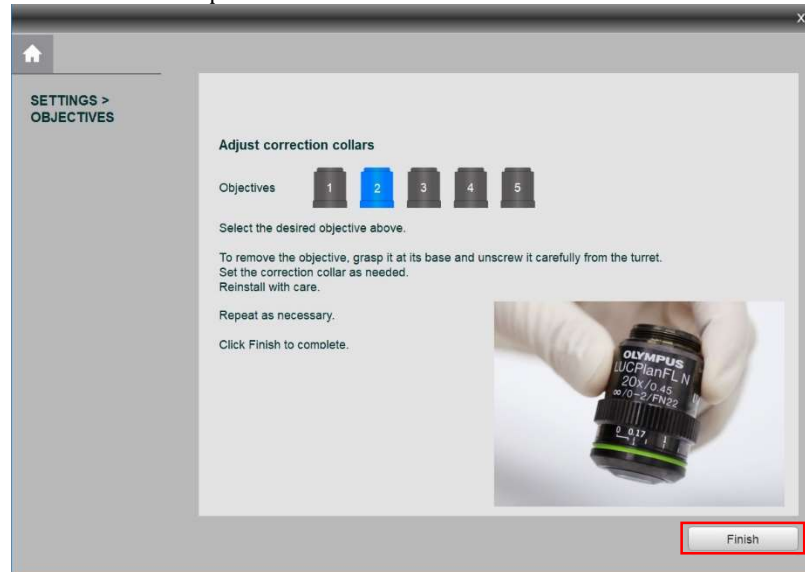 X
SETTINGS >
OBJECTIVES
Adjust correction collars
Objectives 1 2 3 4 5
Select the desired objective above.
To remove the objective, grasp it at its base and unscrew it carefully from the turret.
Set the correction collar as needed.
Reinstall with care.
Repeat as necessary.
Click Finish to complete.
OLYMPUS
LUCPlanFL N
20x/0.45
∞/0-2/FN22
0 0.17 1
Finish